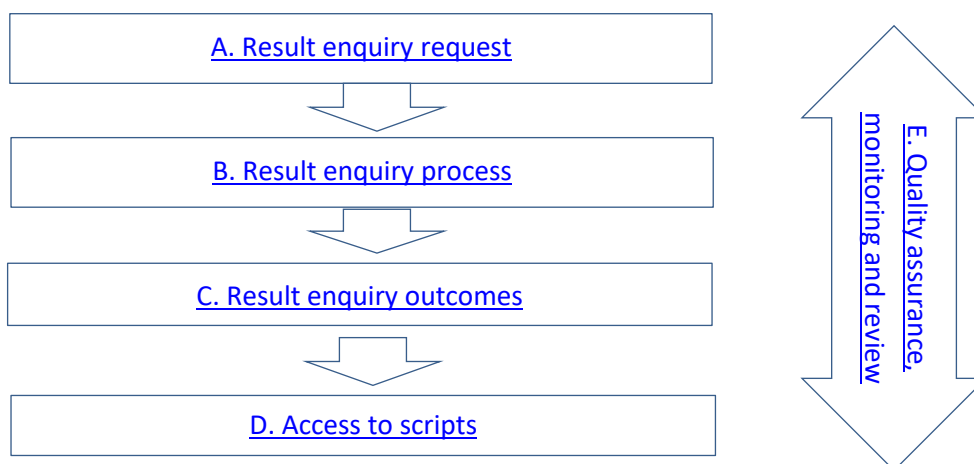 A. Result enquiry request
B. Result enquiry process
C. Result enquiry outcomes
D. Access to scripts
E. Quality assurance,
monitoring and review